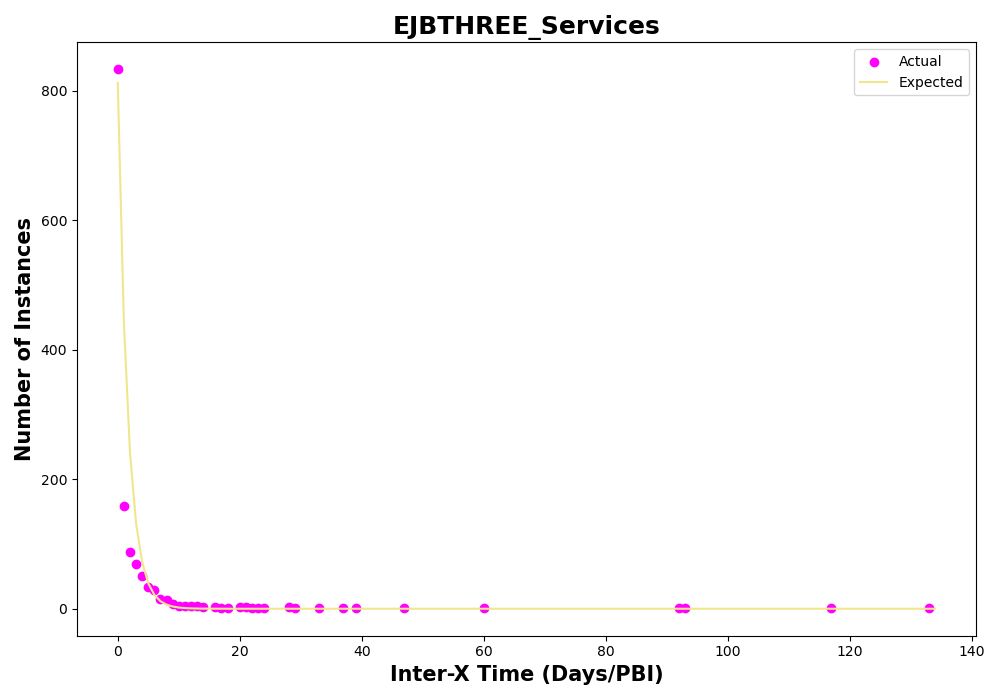 EJBTHREE_Services
Actual
Expected
Number of Instances
800
600
400
200
0
0 20 40 60 80 100 120 140
Inter-X Time (Days/PBI)